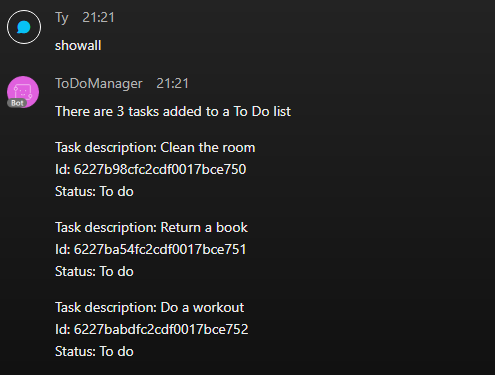 Ty 21:21
showall
ToDoManager 21:21
Bot
There are 3 tasks added to a To Do list
Task description: Clean the room
Id: 6227b98cfc2cdf0017bce750
Status: To do
Task description: Return a book
Id: 6227ba54fc2cdf0017bce751
Status: To do
Task description: Do a workout
Id: 6227babdfc2cdf0017bce752
Status: To do